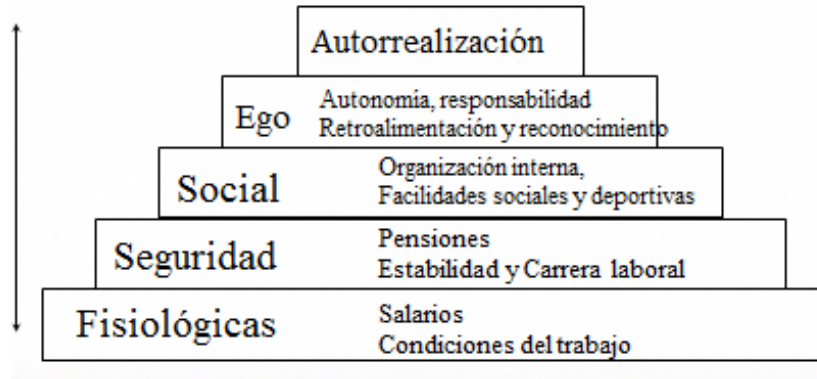 Autorrealización
Ego
Autonomía, responsabilidad
Retroalimentación y reconocimiento
Social
Organización interna,
Facilidades sociales y deportivas
Seguridad
Pensiones
Estabilidad y Carrera laboral
Fisiológicas
Salarios
Condiciones del trabajo